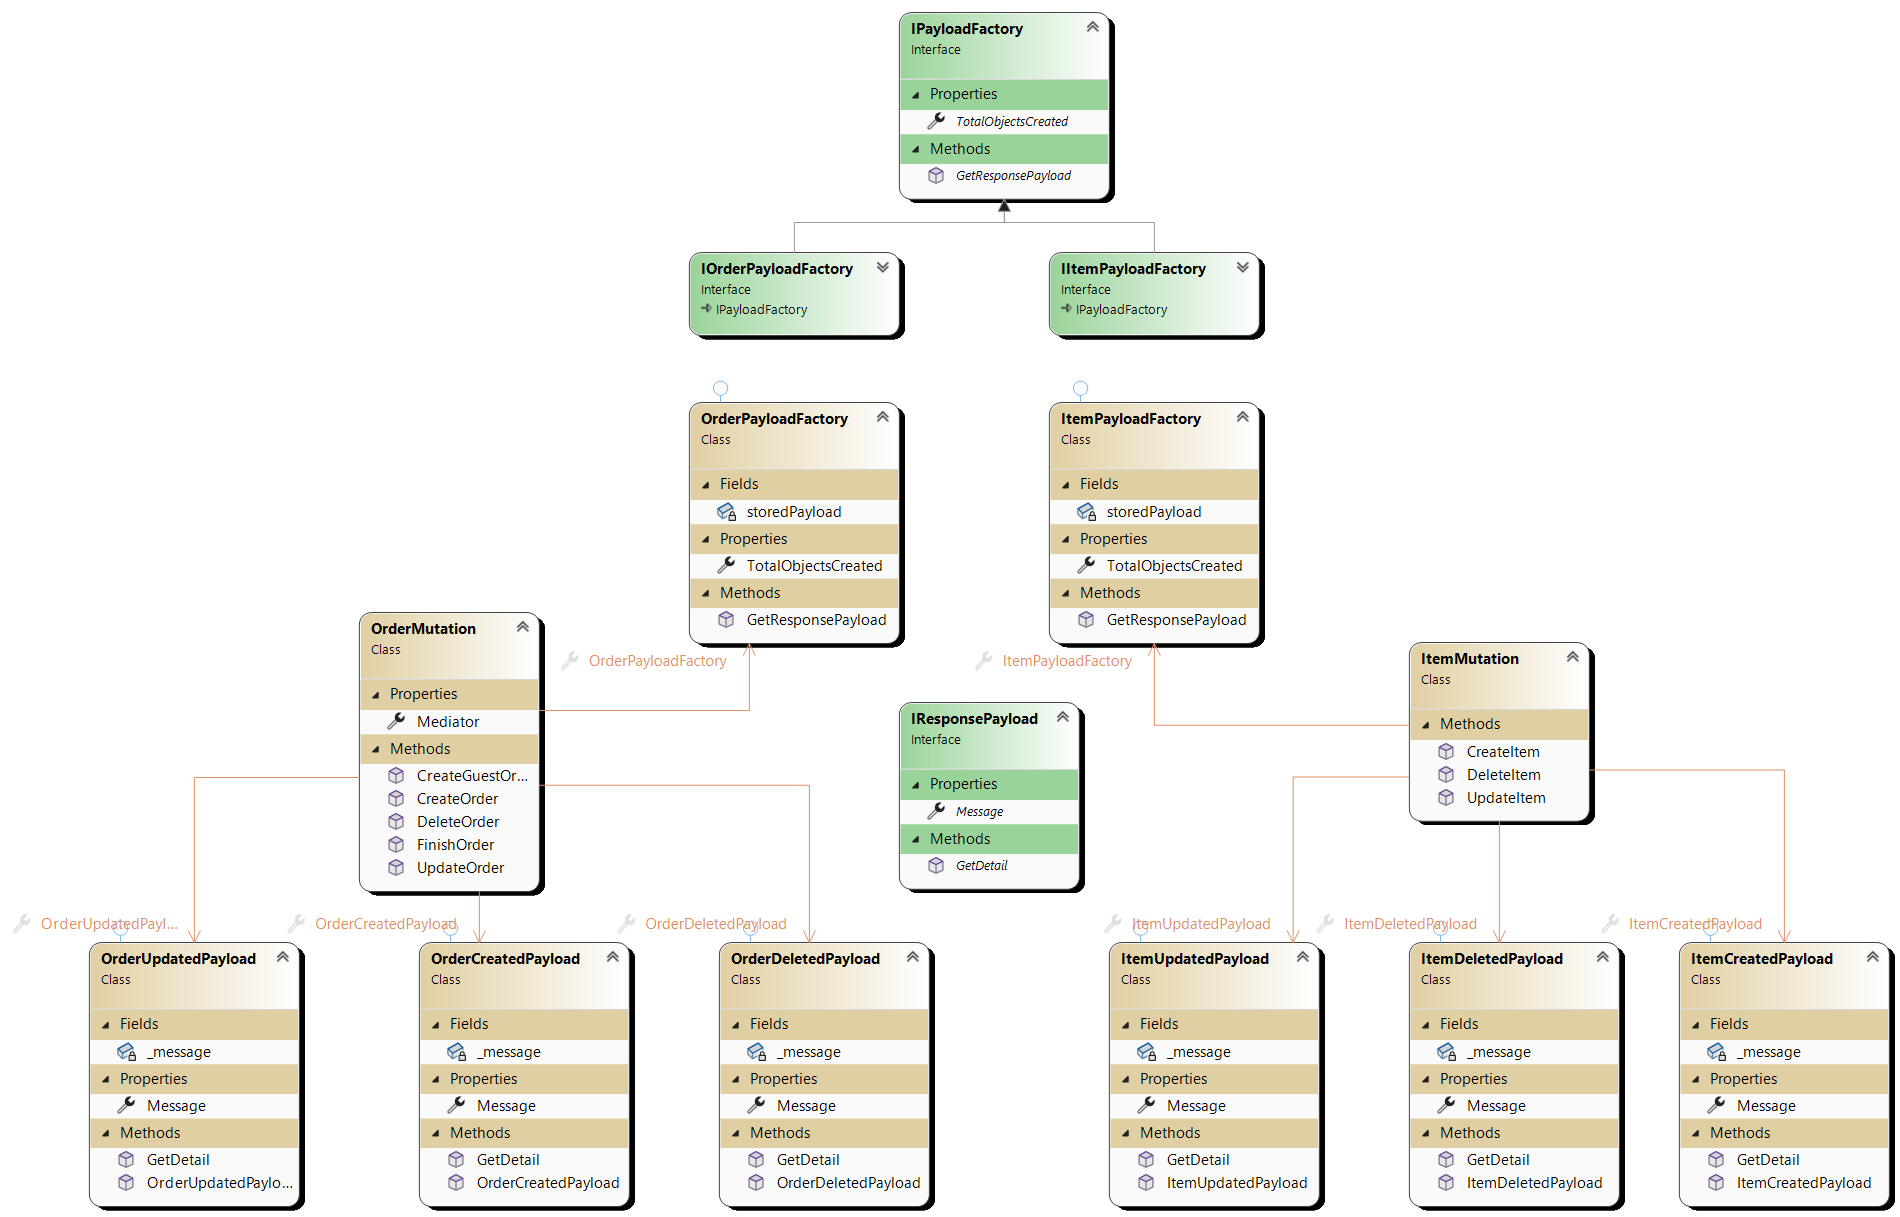 IPayloadFactory
Interface
Properties
TotalObjectsCreated
Methods
GetResponsePayload
IOrderPayloadFactory
Interface
IPayloadFactory
IItemPayloadFactory
Interface
IPayloadFactory
OrderPayloadFactory
Class
Fields
storedPayload
Properties
TotalObjectsCreated
Methods
GetResponsePayload
ItemPayloadFactory
Class
Fields
storedPayload
Properties
TotalObjectsCreated
Methods
GetResponsePayload
OrderMutation
Class
Properties
Mediator
Methods
CreateGuestOr...
CreateOrder
DeleteOrder
FinishOrder
UpdateOrder
OrderPayloadFactory
ItemPayloadFactory
IResponsePayload
Interface
Properties
Message
Methods
GetDetail
ItemMutation
Class
Methods
CreateItem
DeleteItem
UpdateItem
OrderUpdatedPayl...
OrderCreatedPayload
OrderDeletedPayload
ItemUpdatedPayload
ItemDeletedPayload
ItemCreatedPayload
OrderUpdatedPayload
Class
Fields
_message
Properties
Message
Methods
GetDetail
OrderUpdatedPaylo...
OrderCreatedPayload
Class
Fields
_message
Properties
Message
Methods
GetDetail
OrderCreatedPayload
OrderDeletedPayload
Class
Fields
_message
Properties
Message
Methods
GetDetail
OrderDeletedPayload
ItemUpdatedPayload
Class
Fields
_message
Properties
Message
Methods
GetDetail
ItemUpdatedPayload
ItemDeletedPayload
Class
Fields
_message
Properties
Message
Methods
GetDetail
ItemDeletedPayload
ItemCreatedPayload
Class
Fields
_message
Properties
Message
Methods
GetDetail
ItemCreatedPayload